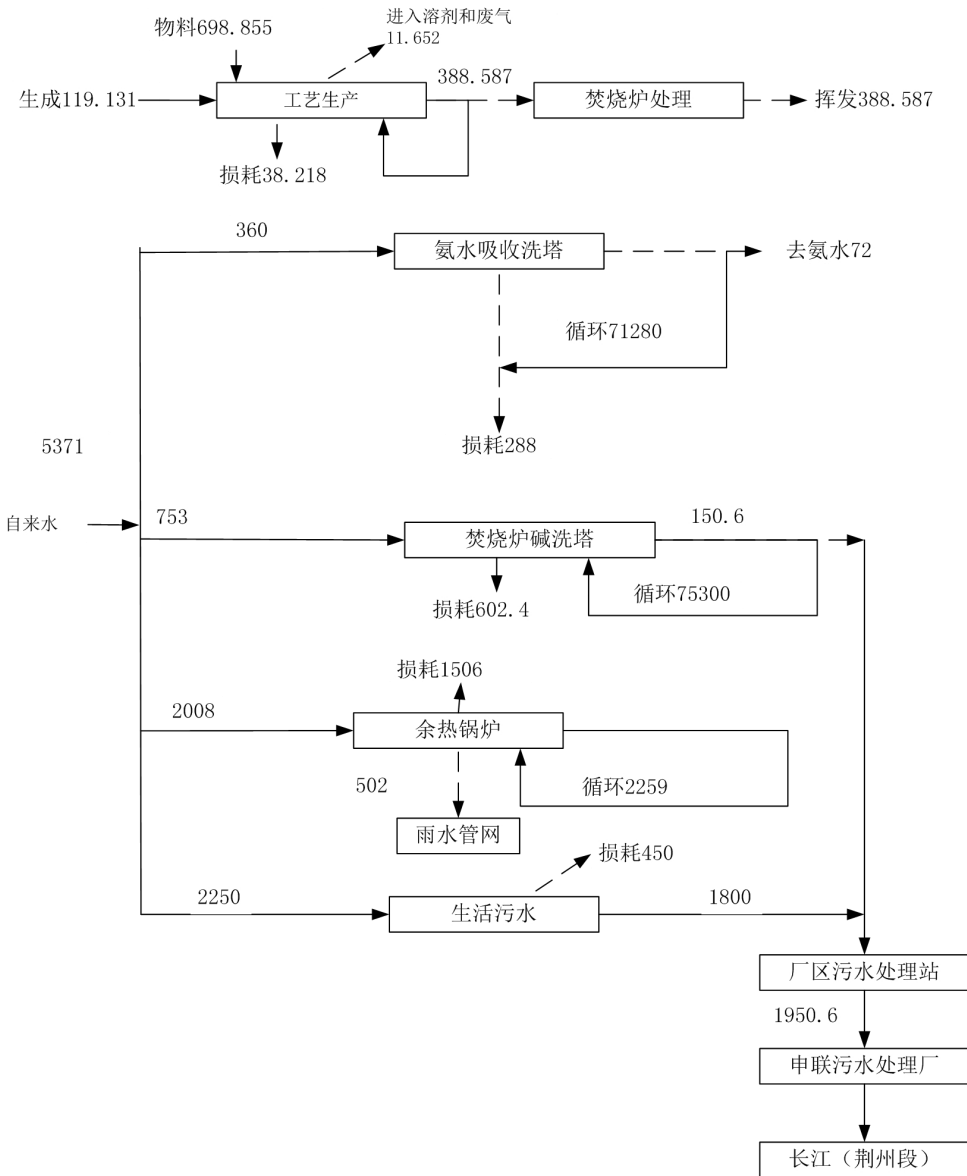 物料698.855
进入溶剂和废气
11.652
生成119.131
工艺生产
388.587
焚烧炉处理
挥发388.587
损耗38.218
360
氨水吸收洗塔
去氨水72
循环71280
损耗288
5371
自来水
753
焚烧炉碱洗塔
150.6
损耗602.4
循环75300
损耗1506
2008
余热锅炉
502
循环2259
雨水管网
损耗450
2250
生活污水
1800
厂区污水处理站
1950.6
申联污水处理厂
长江（荆州段）